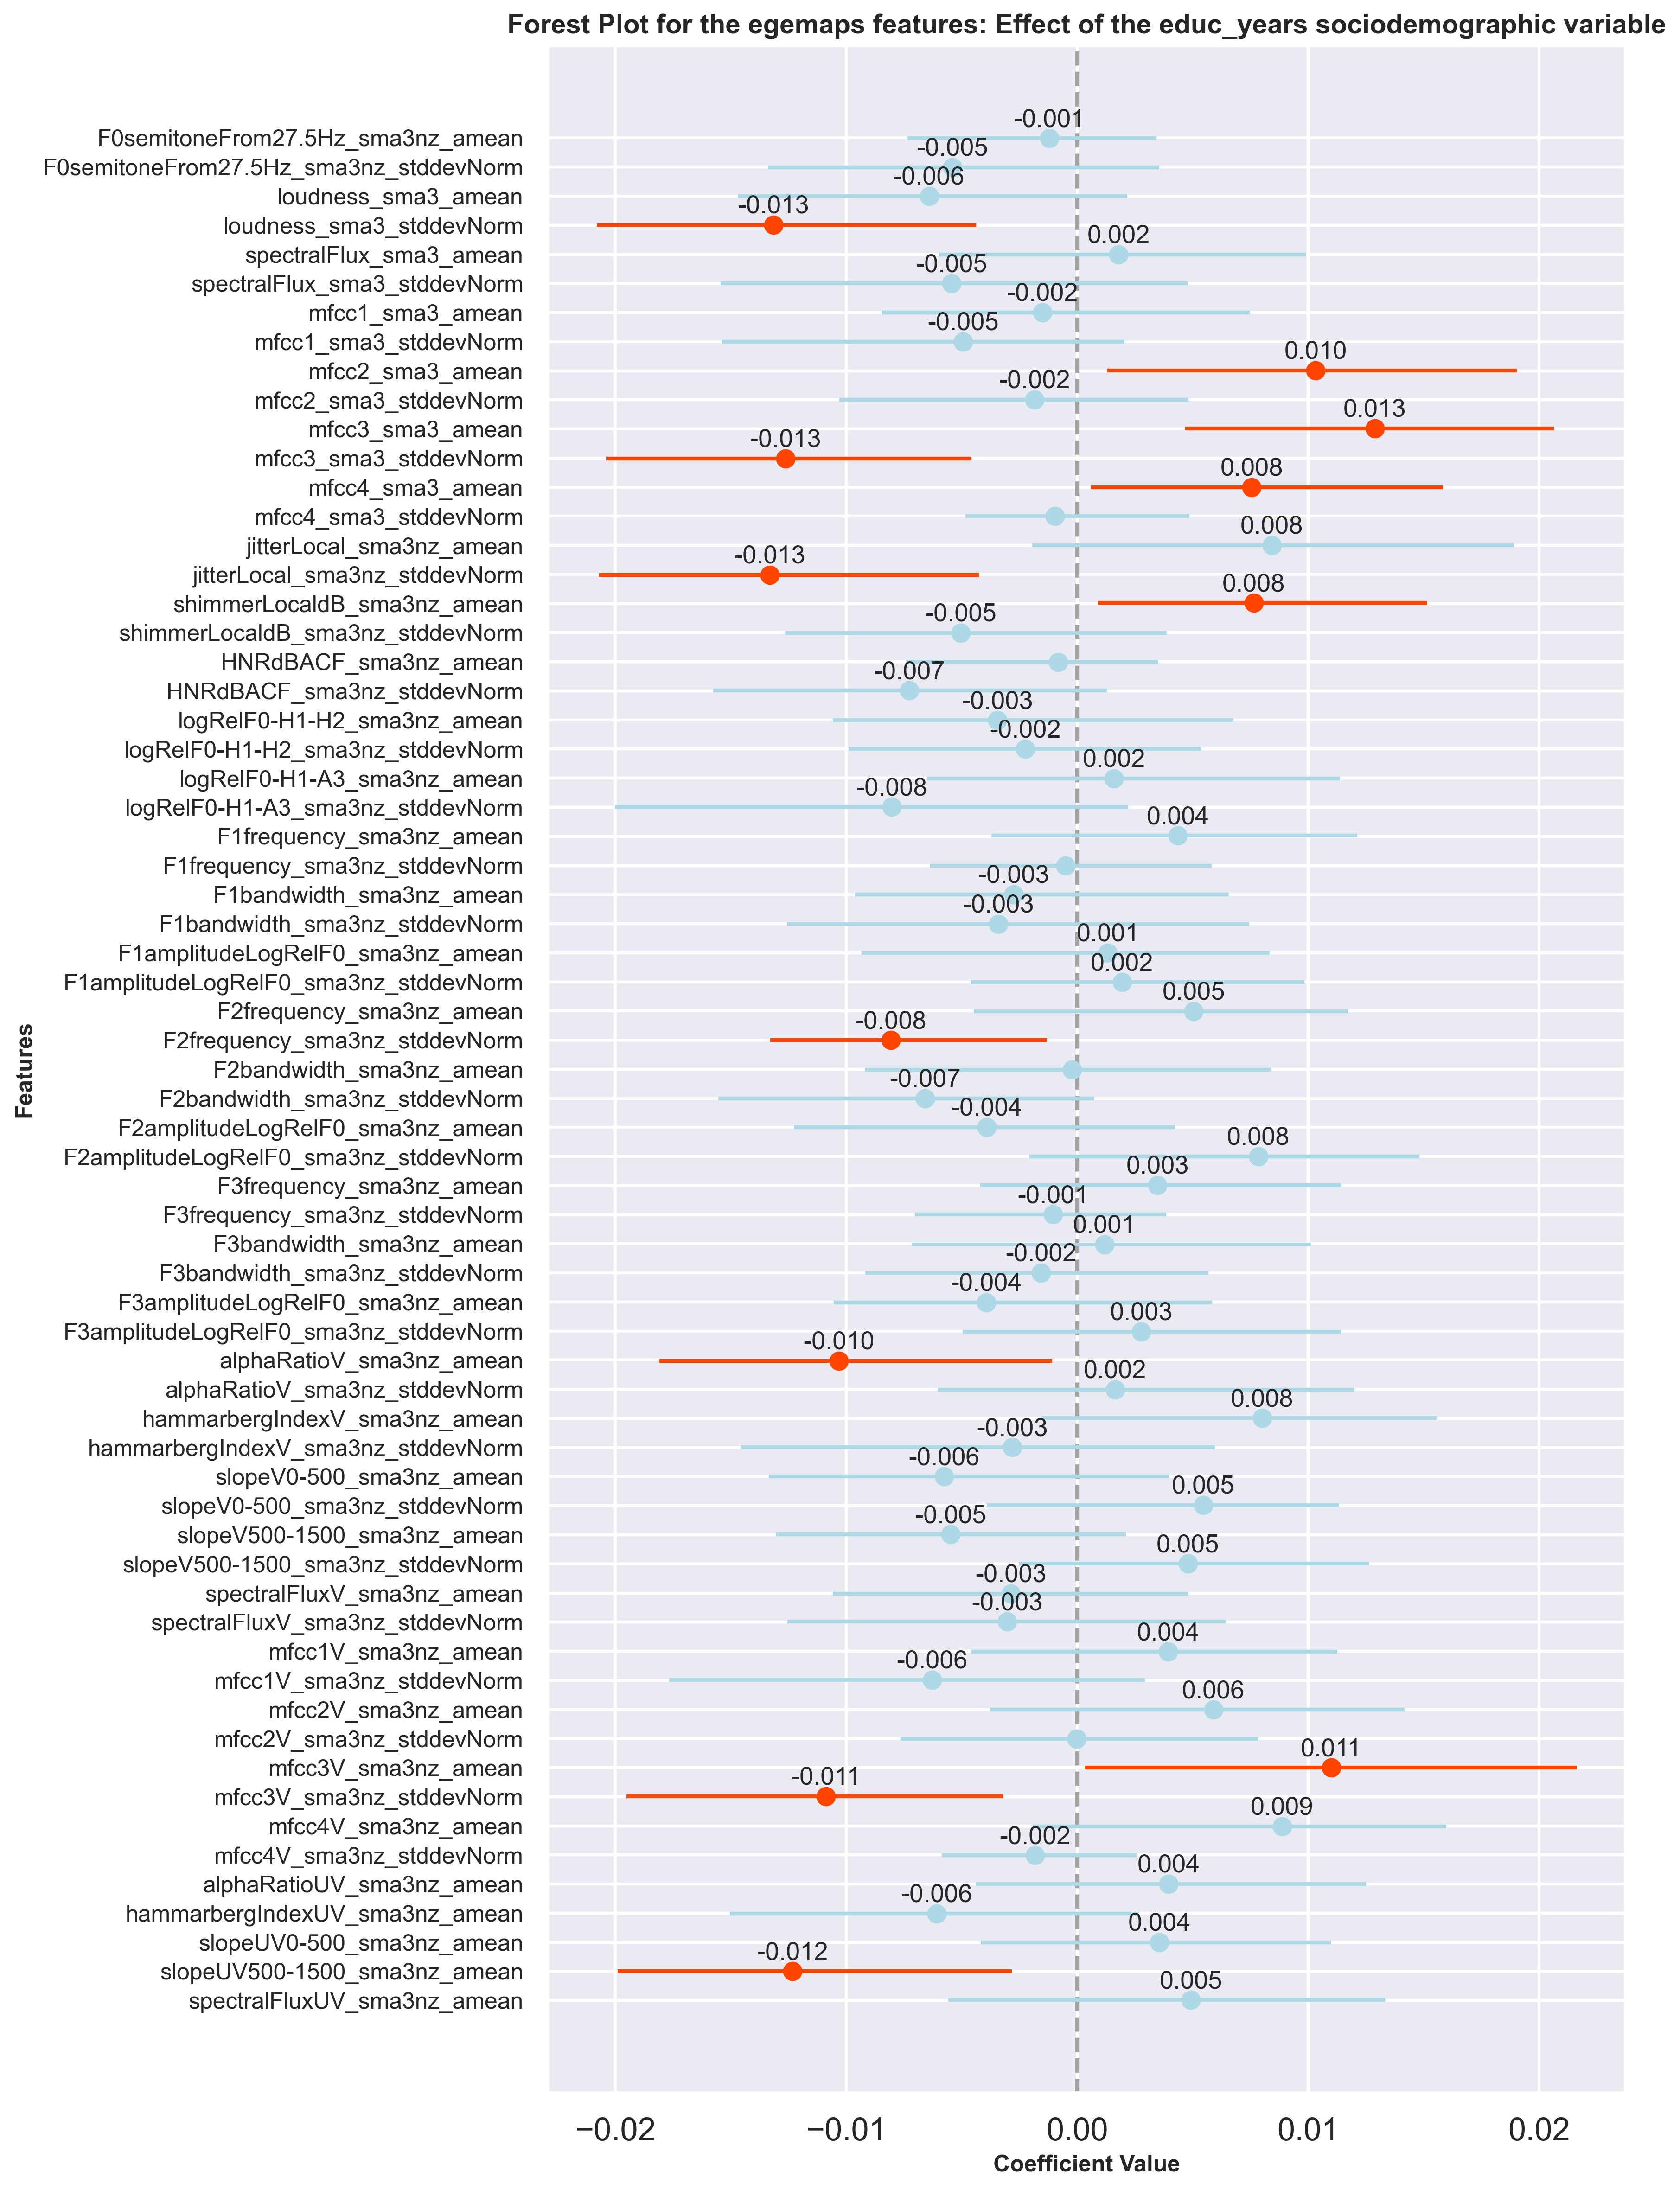 Forest Plot for the egemaps features: Effect of the educ_years sociodemographic variable
Features
F0semitoneFrom27.5Hz_sma3nz_amean -0.001
F0semitoneFrom27.5Hz_sma3nz_stddevNorm -0.005
loudness_sma3_amean -0.006
loudness_sma3_stddevNorm -0.013
spectralFlux_sma3_amean 0.002
spectralFlux_sma3_stddevNorm -0.005
mfcc1_sma3_amean -0.002
mfcc1_sma3_stddevNorm -0.005
mfcc2_sma3_amean 0.010
mfcc2_sma3_stddevNorm -0.002
mfcc3_sma3_amean 0.013
mfcc3_sma3_stddevNorm -0.013
mfcc4_sma3_amean 0.008
mfcc4_sma3_stddevNorm
jitterLocal_sma3nz_amean 0.008
jitterLocal_sma3nz_stddevNorm -0.013
shimmerLocaldB_sma3nz_amean 0.008
shimmerLocaldB_sma3nz_stddevNorm -0.005
HNRdBACF_sma3nz_amean
HNRdBACF_sma3nz_stddevNorm -0.007
logRelF0-H1-H2_sma3nz_amean -0.003
logRelF0-H1-H2_sma3nz_stddevNorm -0.002
logRelF0-H1-A3_sma3nz_amean 0.002
logRelF0-H1-A3_sma3nz_stddevNorm -0.008
F1frequency_sma3nz_amean 0.004
F1frequency_sma3nz_stddevNorm
F1bandwidth_sma3nz_amean -0.003
F1bandwidth_sma3nz_stddevNorm -0.003
F1amplitudeLogRelF0_sma3nz_amean 0.001
F1amplitudeLogRelF0_sma3nz_stddevNorm 0.002
F2frequency_sma3nz_amean 0.005
F2frequency_sma3nz_stddevNorm -0.008
F2bandwidth_sma3nz_amean
F2bandwidth_sma3nz_stddevNorm -0.007
F2amplitudeLogRelF0_sma3nz_amean -0.004
F2amplitudeLogRelF0_sma3nz_stddevNorm 0.008
F3frequency_sma3nz_amean 0.003
F3frequency_sma3nz_stddevNorm -0.001
F3bandwidth_sma3nz_amean 0.001
F3bandwidth_sma3nz_stddevNorm -0.002
F3amplitudeLogRelF0_sma3nz_amean -0.004
F3amplitudeLogRelF0_sma3nz_stddevNorm 0.003
alphaRatioV_sma3nz_amean -0.010
alphaRatioV_sma3nz_stddevNorm 0.002
hammarbergIndexV_sma3nz_amean 0.008
hammarbergIndexV_sma3nz_stddevNorm -0.003
slopeV0-500_sma3nz_amean -0.006
slopeV0-500_sma3nz_stddevNorm 0.005
slopeV500-1500_sma3nz_amean -0.005
slopeV500-1500_sma3nz_stddevNorm 0.005
spectralFluxV_sma3nz_amean -0.003
spectralFluxV_sma3nz_stddevNorm -0.003
mfcc1V_sma3nz_amean 0.004
mfcc1V_sma3nz_stddevNorm -0.006
mfcc2V_sma3nz_amean 0.006
mfcc2V_sma3nz_stddevNorm
mfcc3V_sma3nz_amean 0.011
mfcc3V_sma3nz_stddevNorm -0.011
mfcc4V_sma3nz_amean 0.009
mfcc4V_sma3nz_stddevNorm -0.002
alphaRatioUV_sma3nz_amean 0.004
hammarbergIndexUV_sma3nz_amean -0.006
slopeUV0-500_sma3nz_amean 0.004
slopeUV500-1500_sma3nz_amean -0.012
spectralFluxUV_sma3nz_amean 0.005
−0.02 −0.01 0.00 0.01 0.02
Coefficient Value